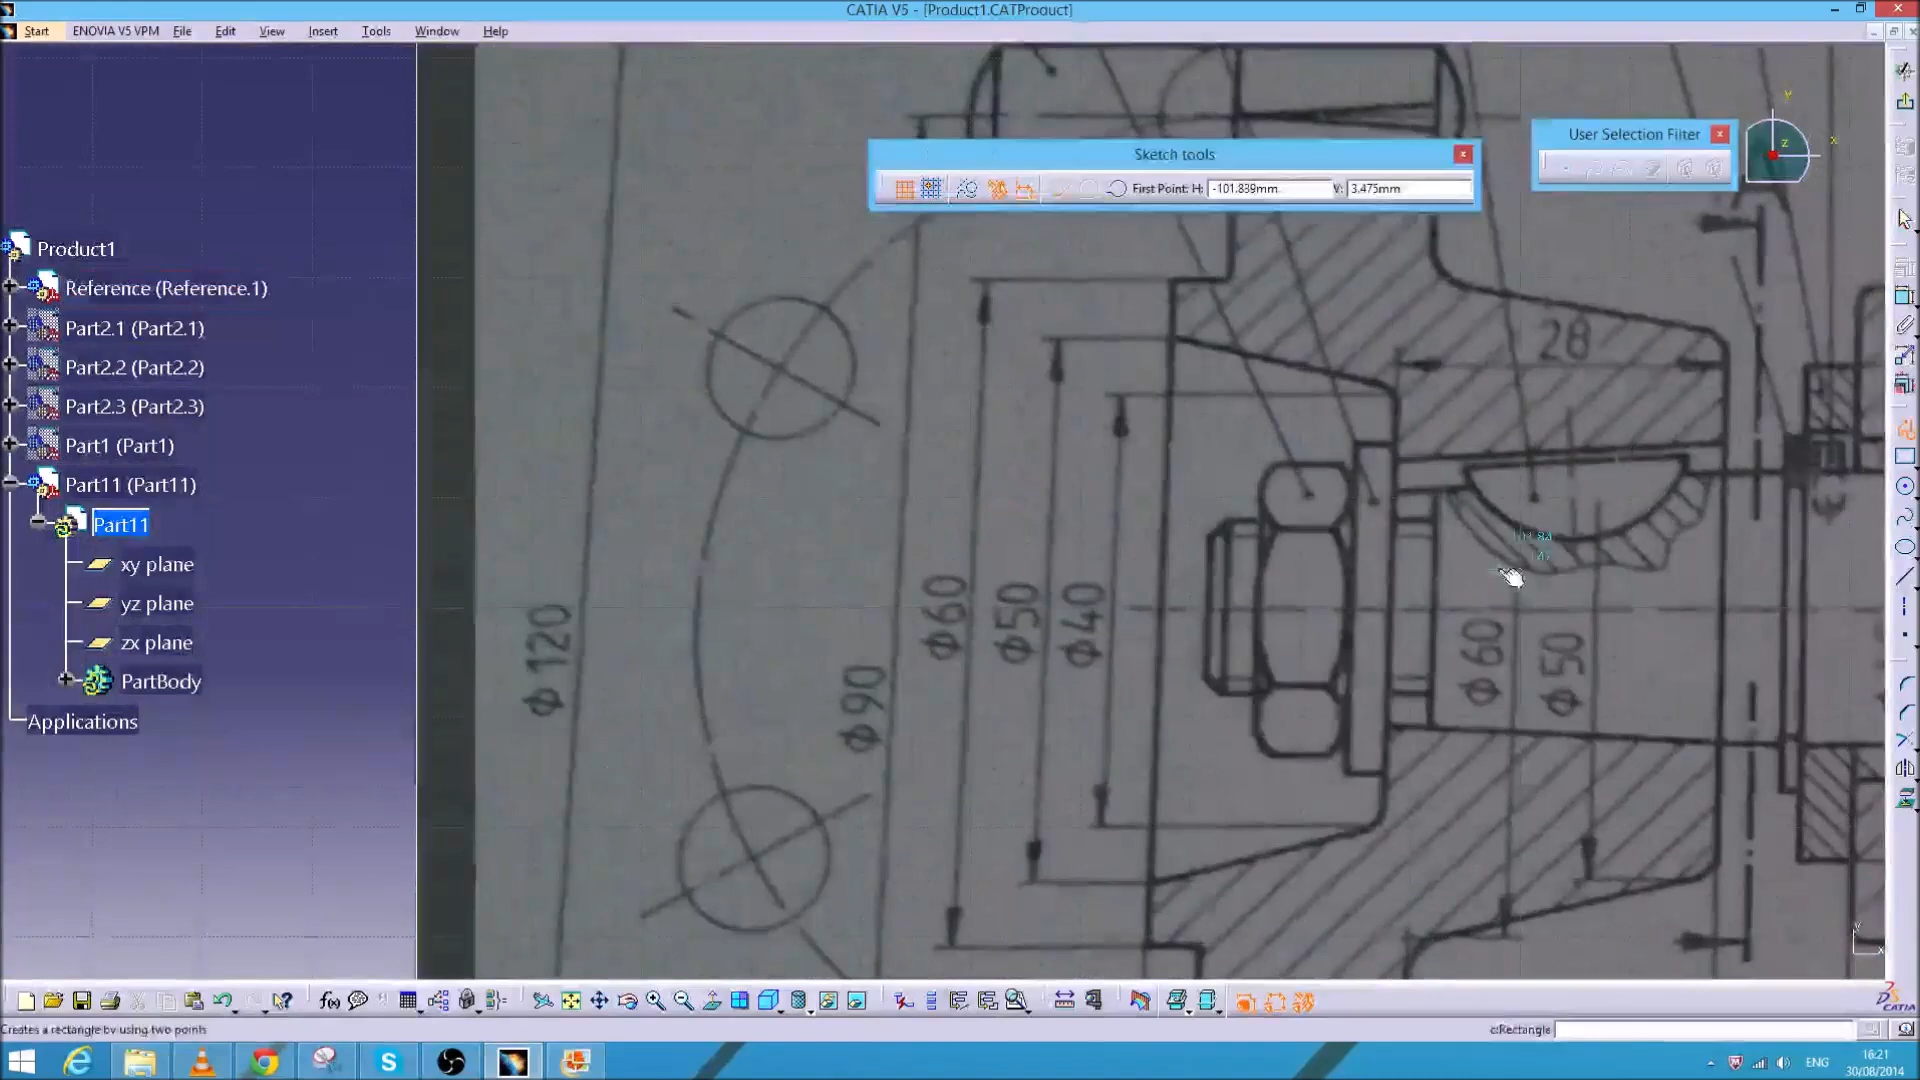 CATIA V5 - [Product1.CATProduct]
Start ENOVIA V5 VPM File Edit View Insert Tools Window Help
Sketch tools
First Point: H: -101.839mm V: 3.475mm
User Selection Filter
Y
X
Z
Product1
Reference (Reference.1)
Part2.1 (Part2.1)
Part2.2 (Part2.2)
Part2.3 (Part2.3)
Part1 (Part1)
Part11 (Part11)
Part11
xy plane
yz plane
zx plane
PartBody
Applications
28
Φ120
Φ90
Φ60
Φ50
Φ40
Φ60
Φ50
f(x)
CATIA
Creates a rectangle by using two points
c:Rectangle
ENG
16:21
30/08/2014